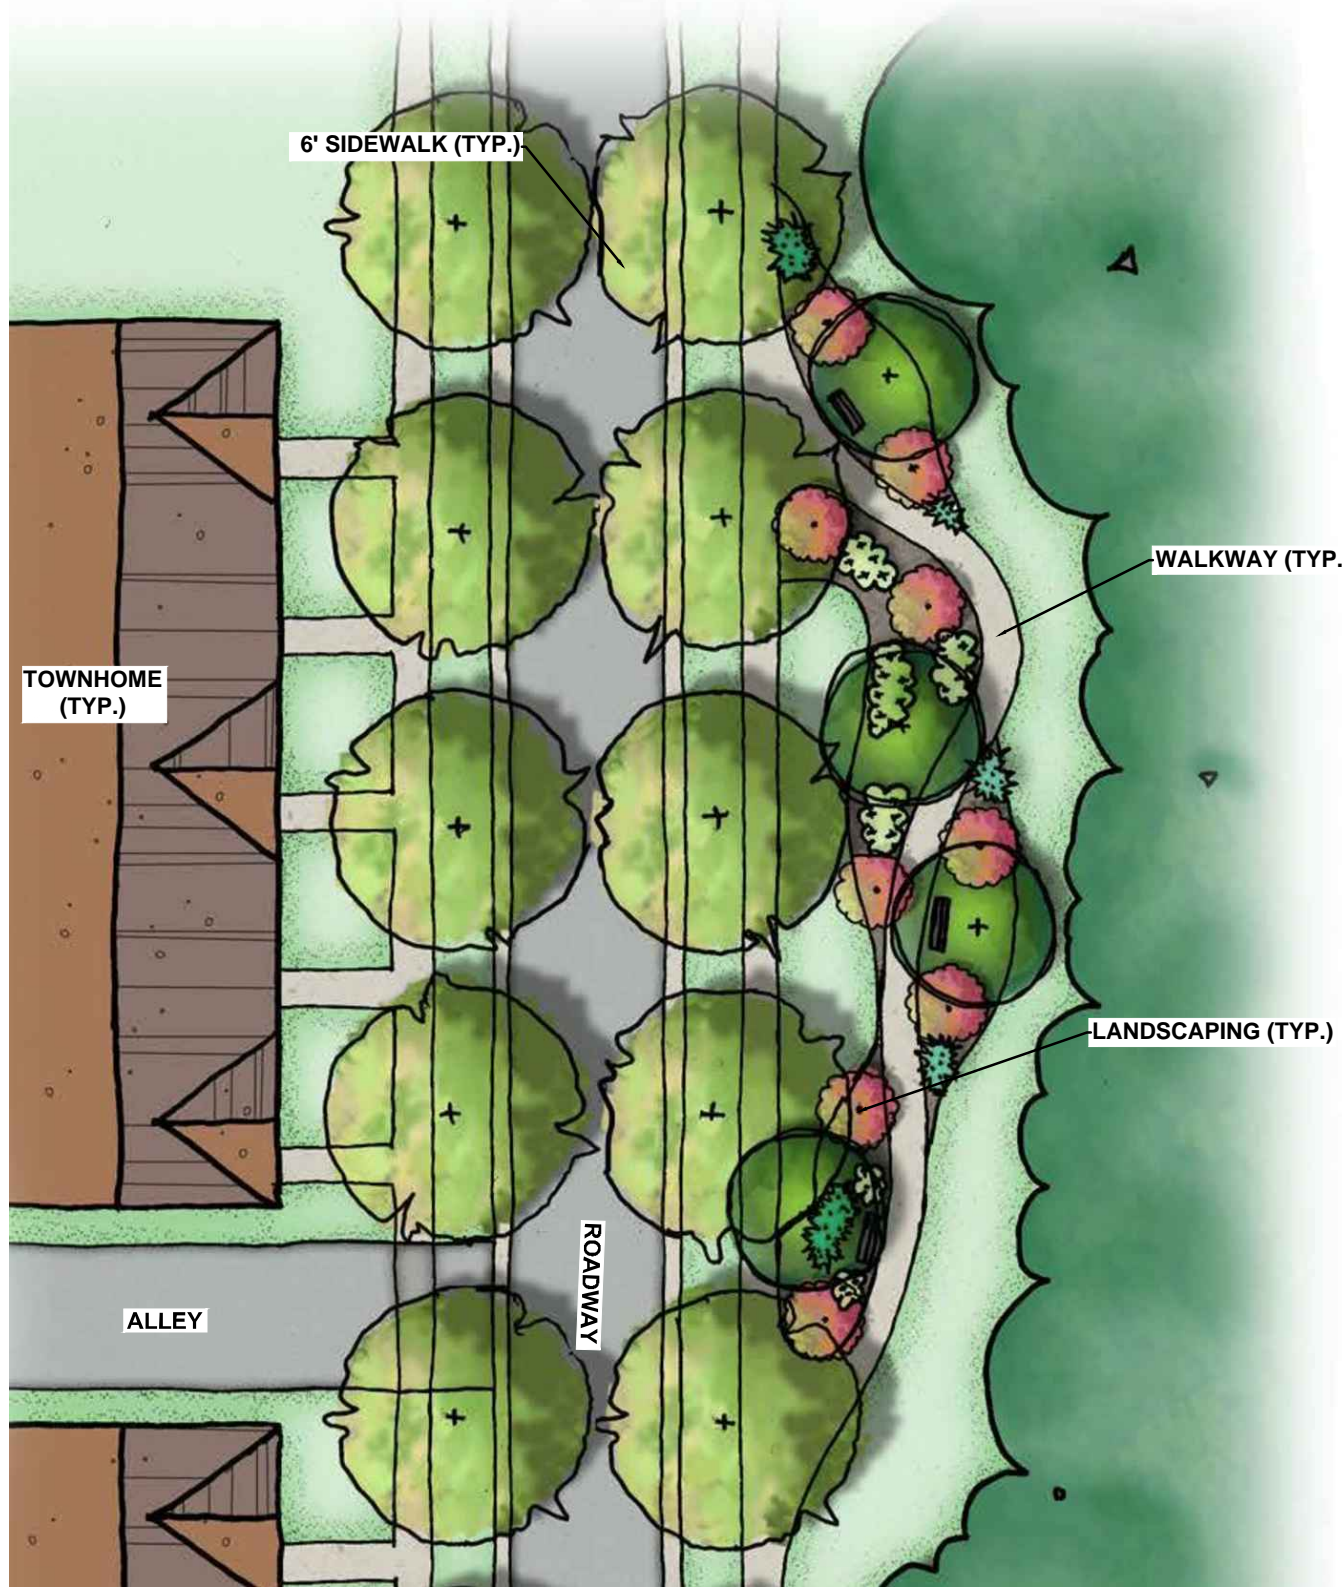 6' SIDEWALK (TYP.)
WALKWAY (TYP.
TOWNHOME
(TYP.)
LANDSCAPING (TYP.)
ROADWAY
ALLEY